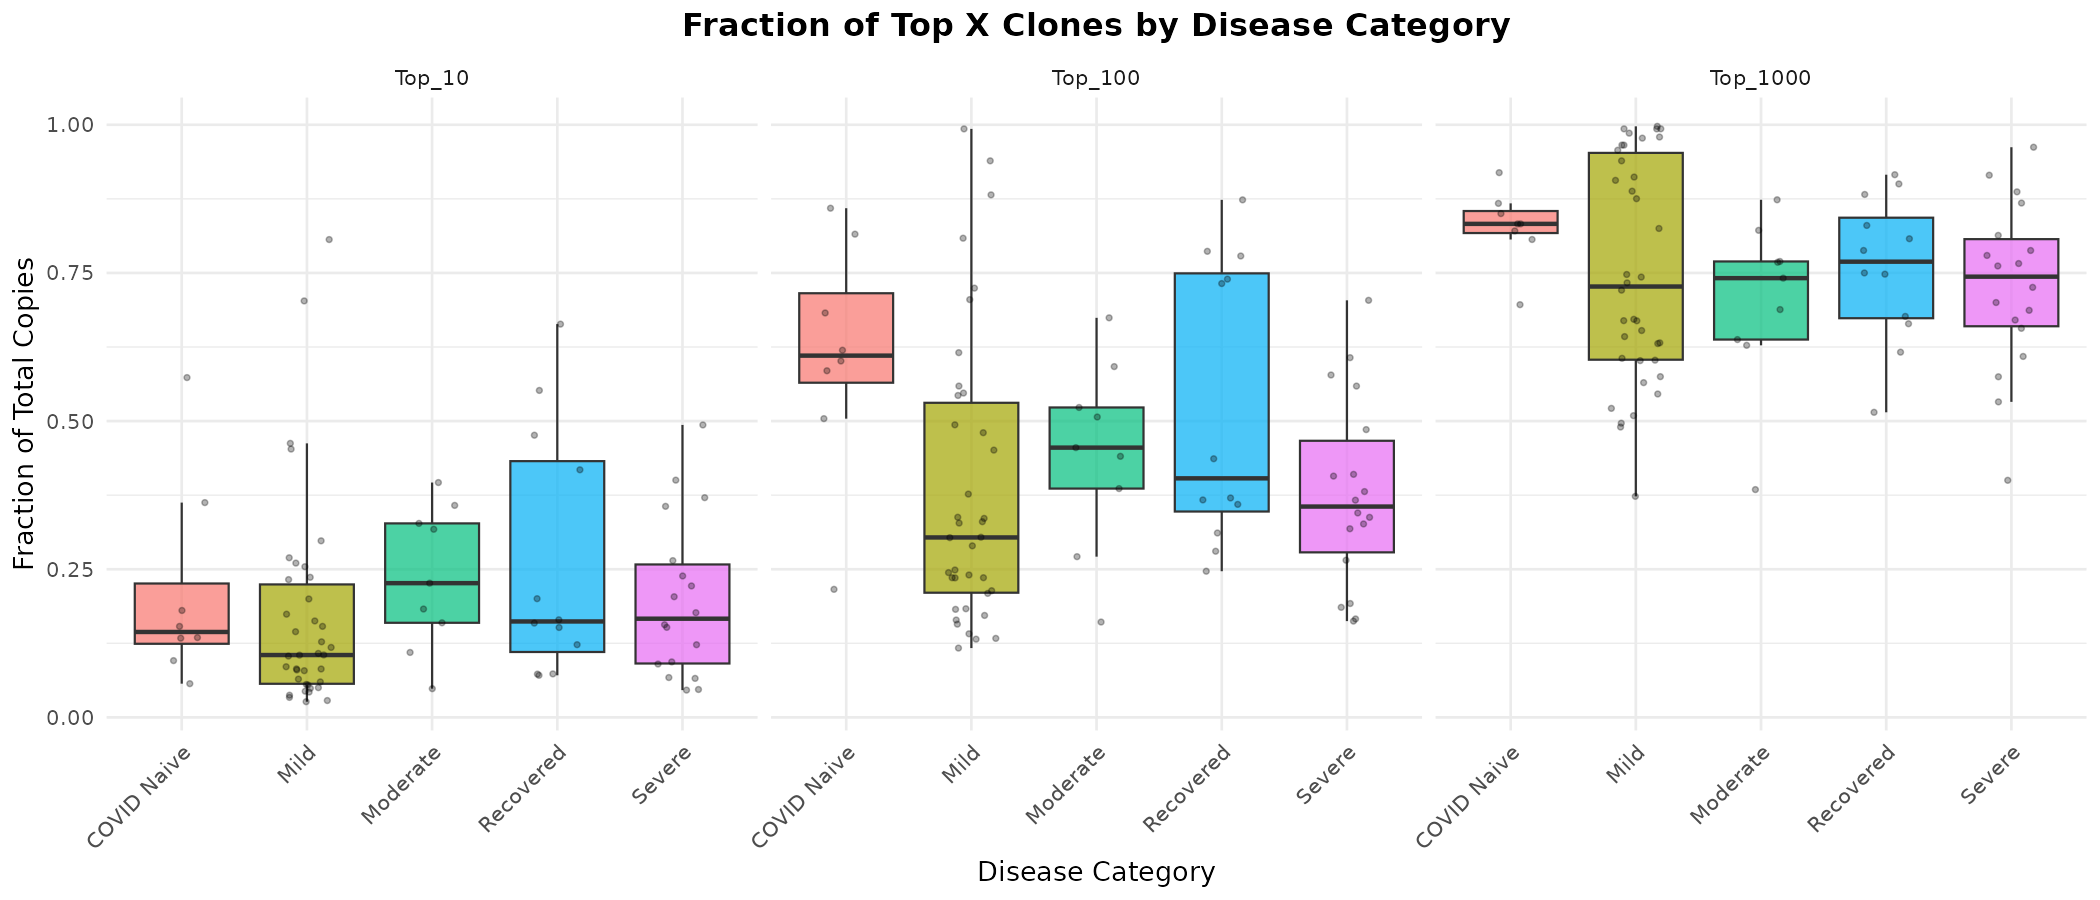 Fraction of Top X Clones by Disease Category
Top_10
Top_100
Top_1000
Fraction of Total Copies
1.00
0.75
0.50
0.25
0.00
COVID Naive
Mild
Moderate
Recovered
Severe
COVID Naive
Mild
Moderate
Recovered
Severe
COVID Naive
Mild
Moderate
Recovered
Severe
Disease Category